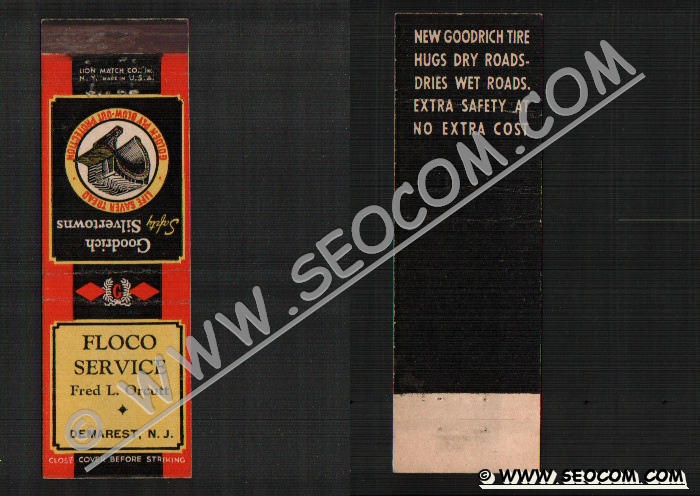 LION MATCH CO., INC.
N. Y. MADE IN U.S.A.
Goodrich
Safety
Silvertowns
LIFE SAVER TREAD
GOLDEN PLY BLOW-OUT PROTECTION
G
FLOCO
SERVICE
Fred L. Orcutt
DEMAREST, N. J.
CLOSE COVER BEFORE STRIKING
NEW GOODRICH TIRE
HUGS DRY ROADS-
DRIES WET ROADS.
EXTRA SAFETY AT
NO EXTRA COST
© WWW.SEOCOM.COM
© WWW.SEOCOM.COM